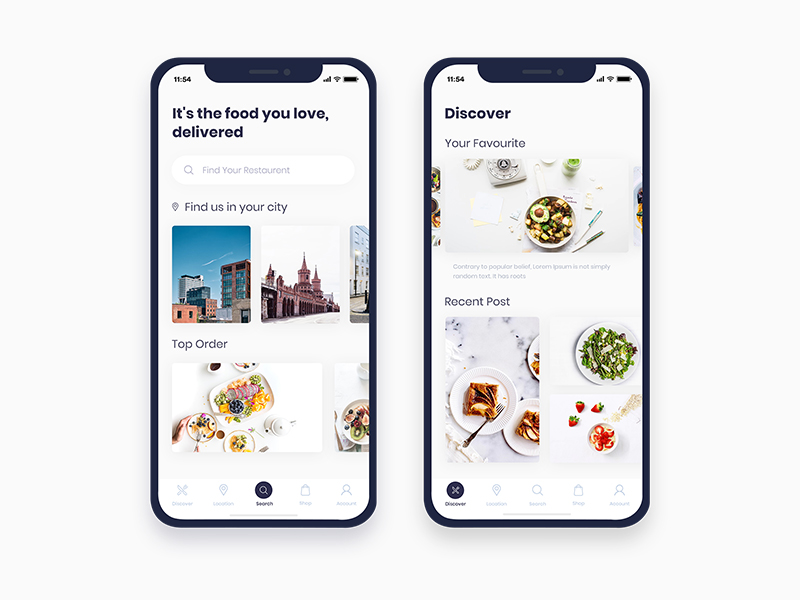 11:54
It's the food you love,
delivered
Find Your Restaurent
Find us in your city
Top Order
Discover
Location
Search
Shop
Account
11:54
Discover
Your Favourite
Contrary to popular belief, Lorem Ipsum is not simply
random text. It has roots
Recent Post
Discover
Location
Search
Shop
Account